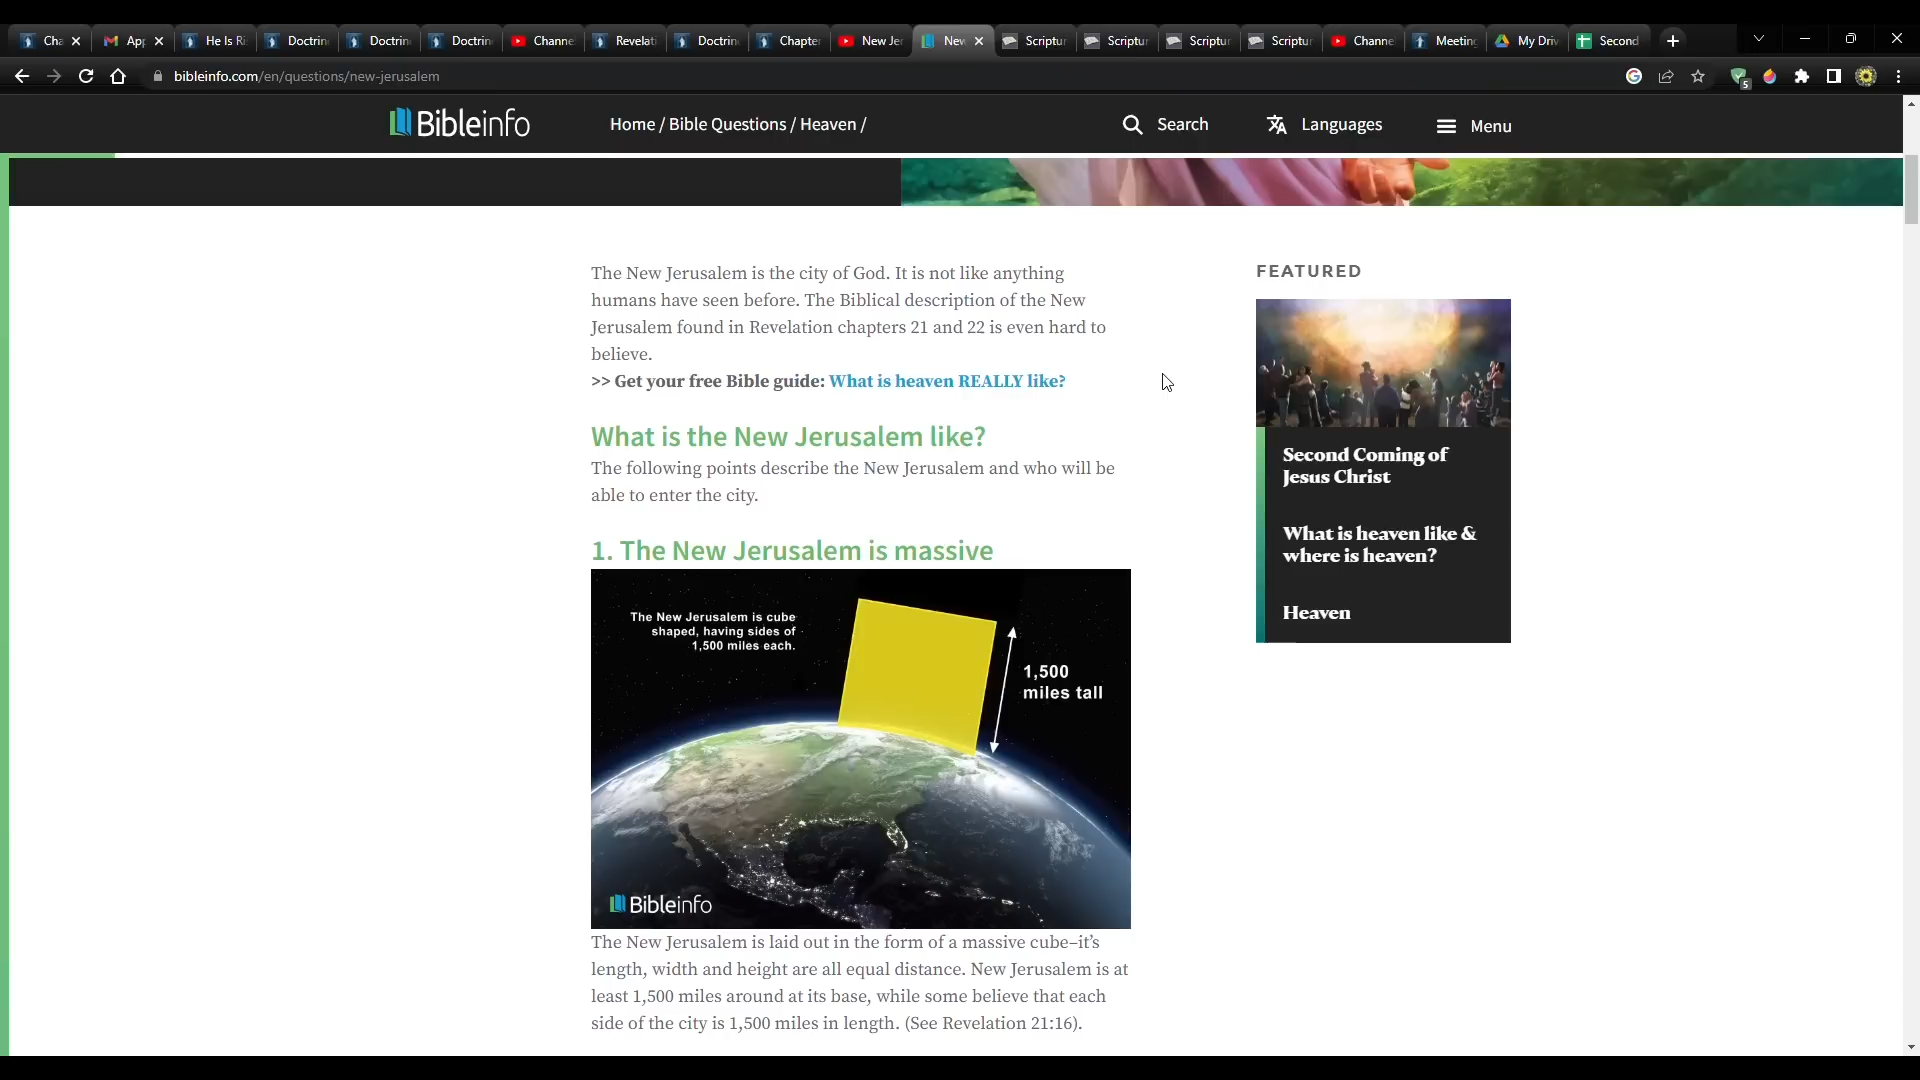 Cha
App
He Is Ri
Doctrin
Doctrin
Doctrin
Channe
Revelati
Doctrin
Chapter
New Jer
New
Scriptur
Scriptur
Scriptur
Scriptur
Channe
Meeting
My Driv
Second
bibleinfo.com/en/questions/new-jerusalem
5
Bibleinfo
Home / Bible Questions / Heaven /
Search
Languages
Menu
The New Jerusalem is the city of God. It is not like anything
humans have seen before. The Biblical description of the New
Jerusalem found in Revelation chapters 21 and 22 is even hard to
believe.
>> Get your free Bible guide: What is heaven REALLY like?
What is the New Jerusalem like?
The following points describe the New Jerusalem and who will be
able to enter the city.
1. The New Jerusalem is massive
The New Jerusalem is cube
shaped, having sides of
1,500 miles each.
1,500
miles tall
Bibleinfo
The New Jerusalem is laid out in the form of a massive cube–it’s
length, width and height are all equal distance. New Jerusalem is at
least 1,500 miles around at its base, while some believe that each
side of the city is 1,500 miles in length. (See Revelation 21:16).
FEATURED
Second Coming of
Jesus Christ
What is heaven like &
where is heaven?
Heaven